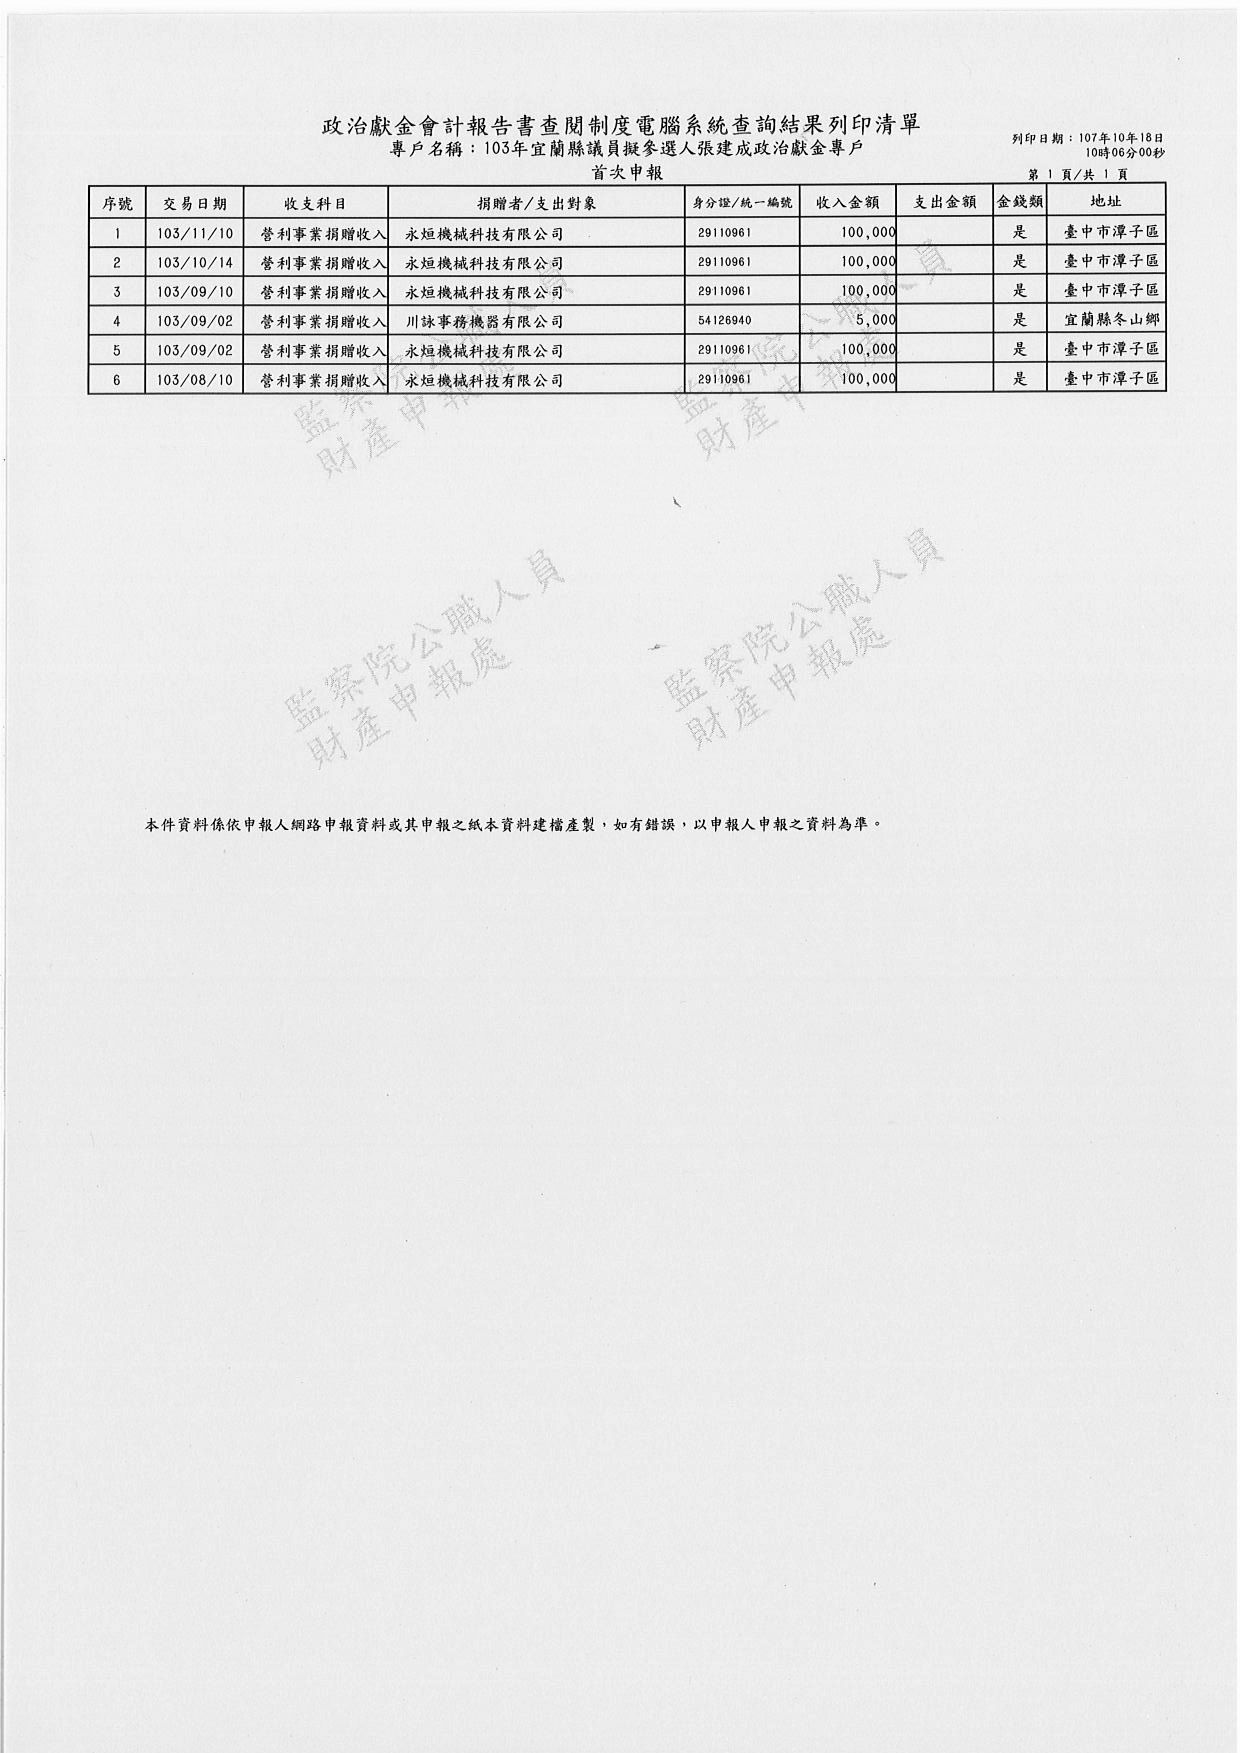 政治獻金會計報告書查閱制度電腦系統查詢結果列印清單
專戶名稱：103年宜蘭縣議員擬參選人張建成政治獻金專戶
列印日期：107年10年18日
10時06分00秒
首次申報
第 1 頁/共 1 頁
序號 交易日期 收支科目 捐贈者/支出對象 身分證/統一編號 收入金額 支出金額 金錢類 地址
1 103/11/10 營利事業捐贈收入 永烜機械科技有限公司 29110961 100,000 是 臺中市潭子區
2 103/10/14 營利事業捐贈收入 永烜機械科技有限公司 29110961 100,000 是 臺中市潭子區
3 103/09/10 營利事業捐贈收入 永烜機械科技有限公司 29110961 100,000 是 臺中市潭子區
4 103/09/02 營利事業捐贈收入 川詠事務機器有限公司 54126940 5,000 是 宜蘭縣冬山鄉
5 103/09/02 營利事業捐贈收入 永烜機械科技有限公司 29110961 100,000 是 臺中市潭子區
6 103/08/10 營利事業捐贈收入 永烜機械科技有限公司 29110961 100,000 是 臺中市潭子區
監察院公職人員
財產申報處
監察院公職人員
財產申報處
監察院公職人員
財產申報處
監察院公職人員
財產申報處
本件資料係依申報人網路申報資料或其申報之紙本資料建檔產製，如有錯誤，以申報人申報之資料為準。